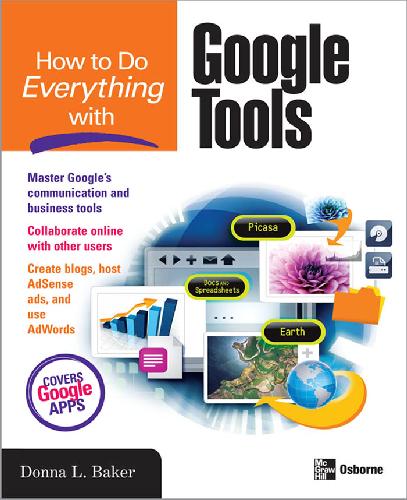 How to Do
Everything
with
Google
Tools
Master Google's
communication and
business tools
Collaborate online
with other users
Create blogs, host
AdSense
ads, and
use
AdWords
Picasa
Docs and
Spreadsheets
Earth
COVERS
Google
APPS
Donna L. Baker
Mc
Graw
Hill
Osborne